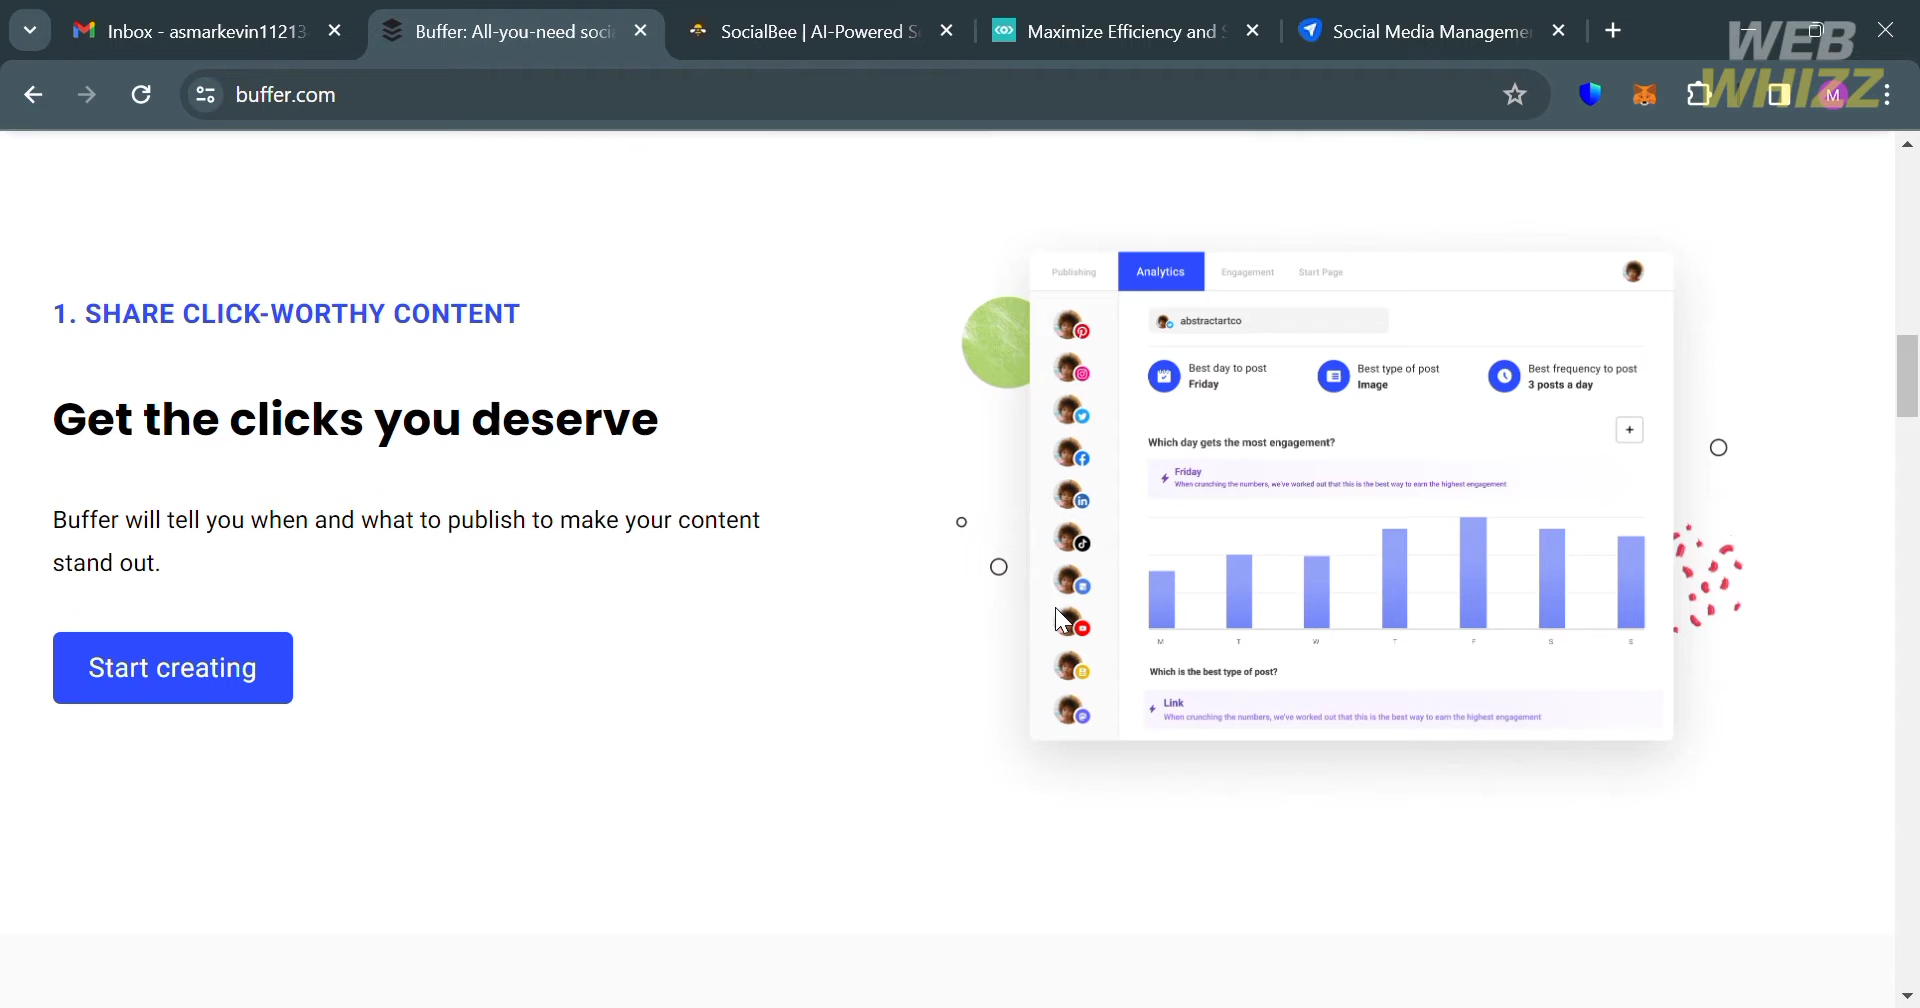 Inbox - asmarkevin11213
Buffer: All-you-need soci
SocialBee | AI-Powered S
Maximize Efficiency and S
Social Media Manageme
WEB
WHIZZ
buffer.com
M
1. SHARE CLICK-WORTHY CONTENT
Get the clicks you deserve
Buffer will tell you when and what to publish to make your content
stand out.
Start creating
Publishing
Analytics
Engagement
Start Page
abstractartco
Best day to post
Friday
Best type of post
Image
Best frequency to post
3 posts a day
+
Which day gets the most engagement?
Friday
When crunching the numbers, we've worked out that this is the best way to earn the highest engagement
M T W T F S S
Which is the best type of post?
Link
When crunching the numbers, we've worked out that this is the best way to earn the highest engagement